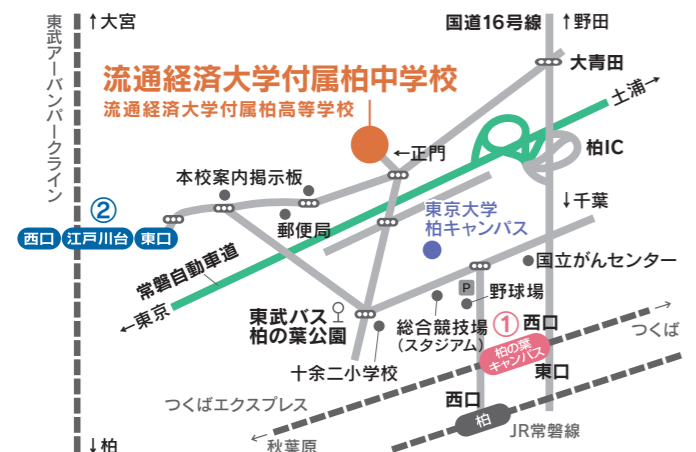 ↑大宮
国道16号線
↑野田
東武アーバンパークライン
大青田
流通経済大学付属柏中学校
流通経済大学付属柏高等学校
土浦→
←正門
柏IC
本校案内掲示板
↓千葉
②
東京大学
柏キャンパス
郵便局
西口
江戸川台
東口
常磐自動車道
国立がんセンター
P
野球場
←東京
東武バス
柏の葉公園
総合競技場
（スタジアム）
①
西口
→
つくば
柏の葉
キャンパス
十余二小学校
東口
つくばエクスプレス
西口
柏
JR常磐線
←
秋葉原
↓柏